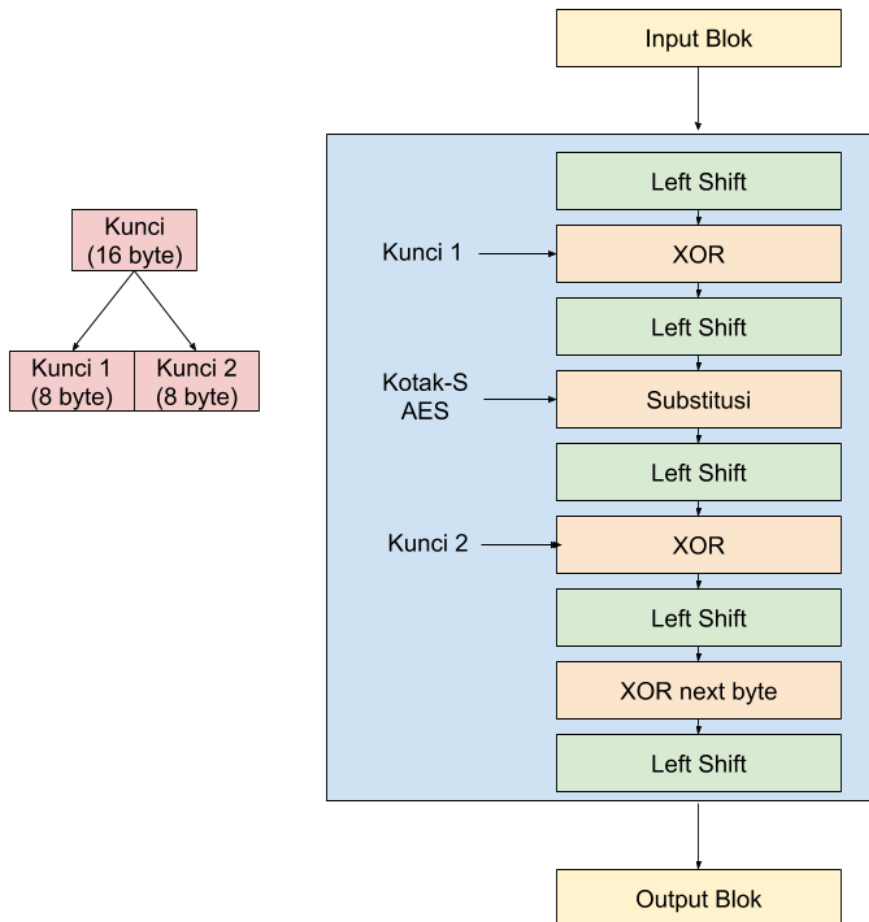 Input Blok
Kunci
(16 byte)
Kunci 1
(8 byte)
Kunci 2
(8 byte)
Left Shift
Kunci 1
XOR
Left Shift
Kotak-S
AES
Substitusi
Left Shift
Kunci 2
XOR
Left Shift
XOR next byte
Left Shift
Output Blok